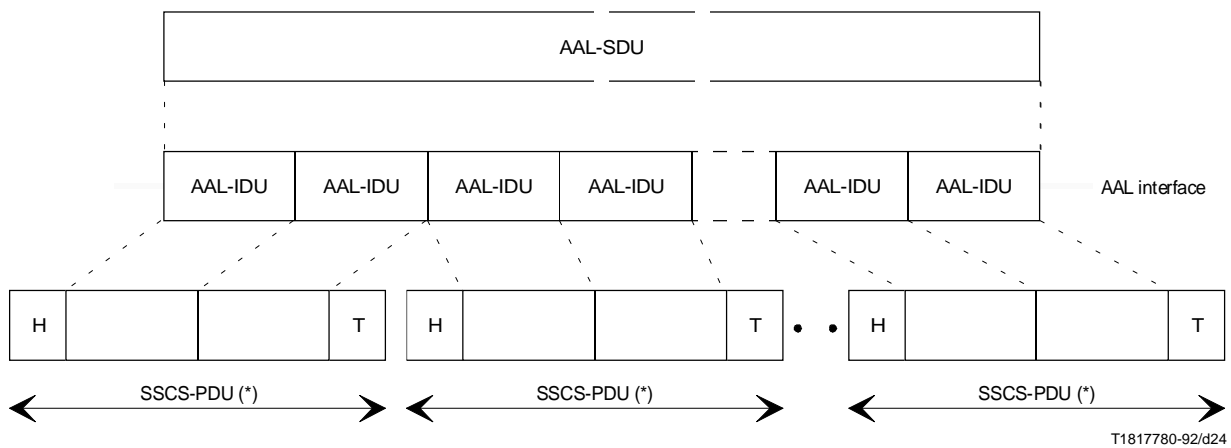 AAL-SDU
AAL-IDU AAL-IDU AAL-IDU AAL-IDU AAL-IDU AAL-IDU AAL interface
H T H T H T
SSCS-PDU (*) SSCS-PDU (*) SSCS-PDU (*)
T1817780-92/d24